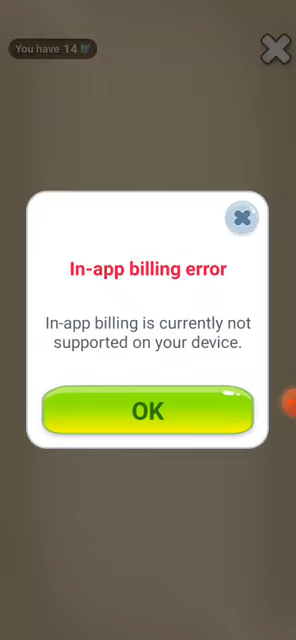 You have 14
In-app billing error
In-app billing is currently not
supported on your device.
OK